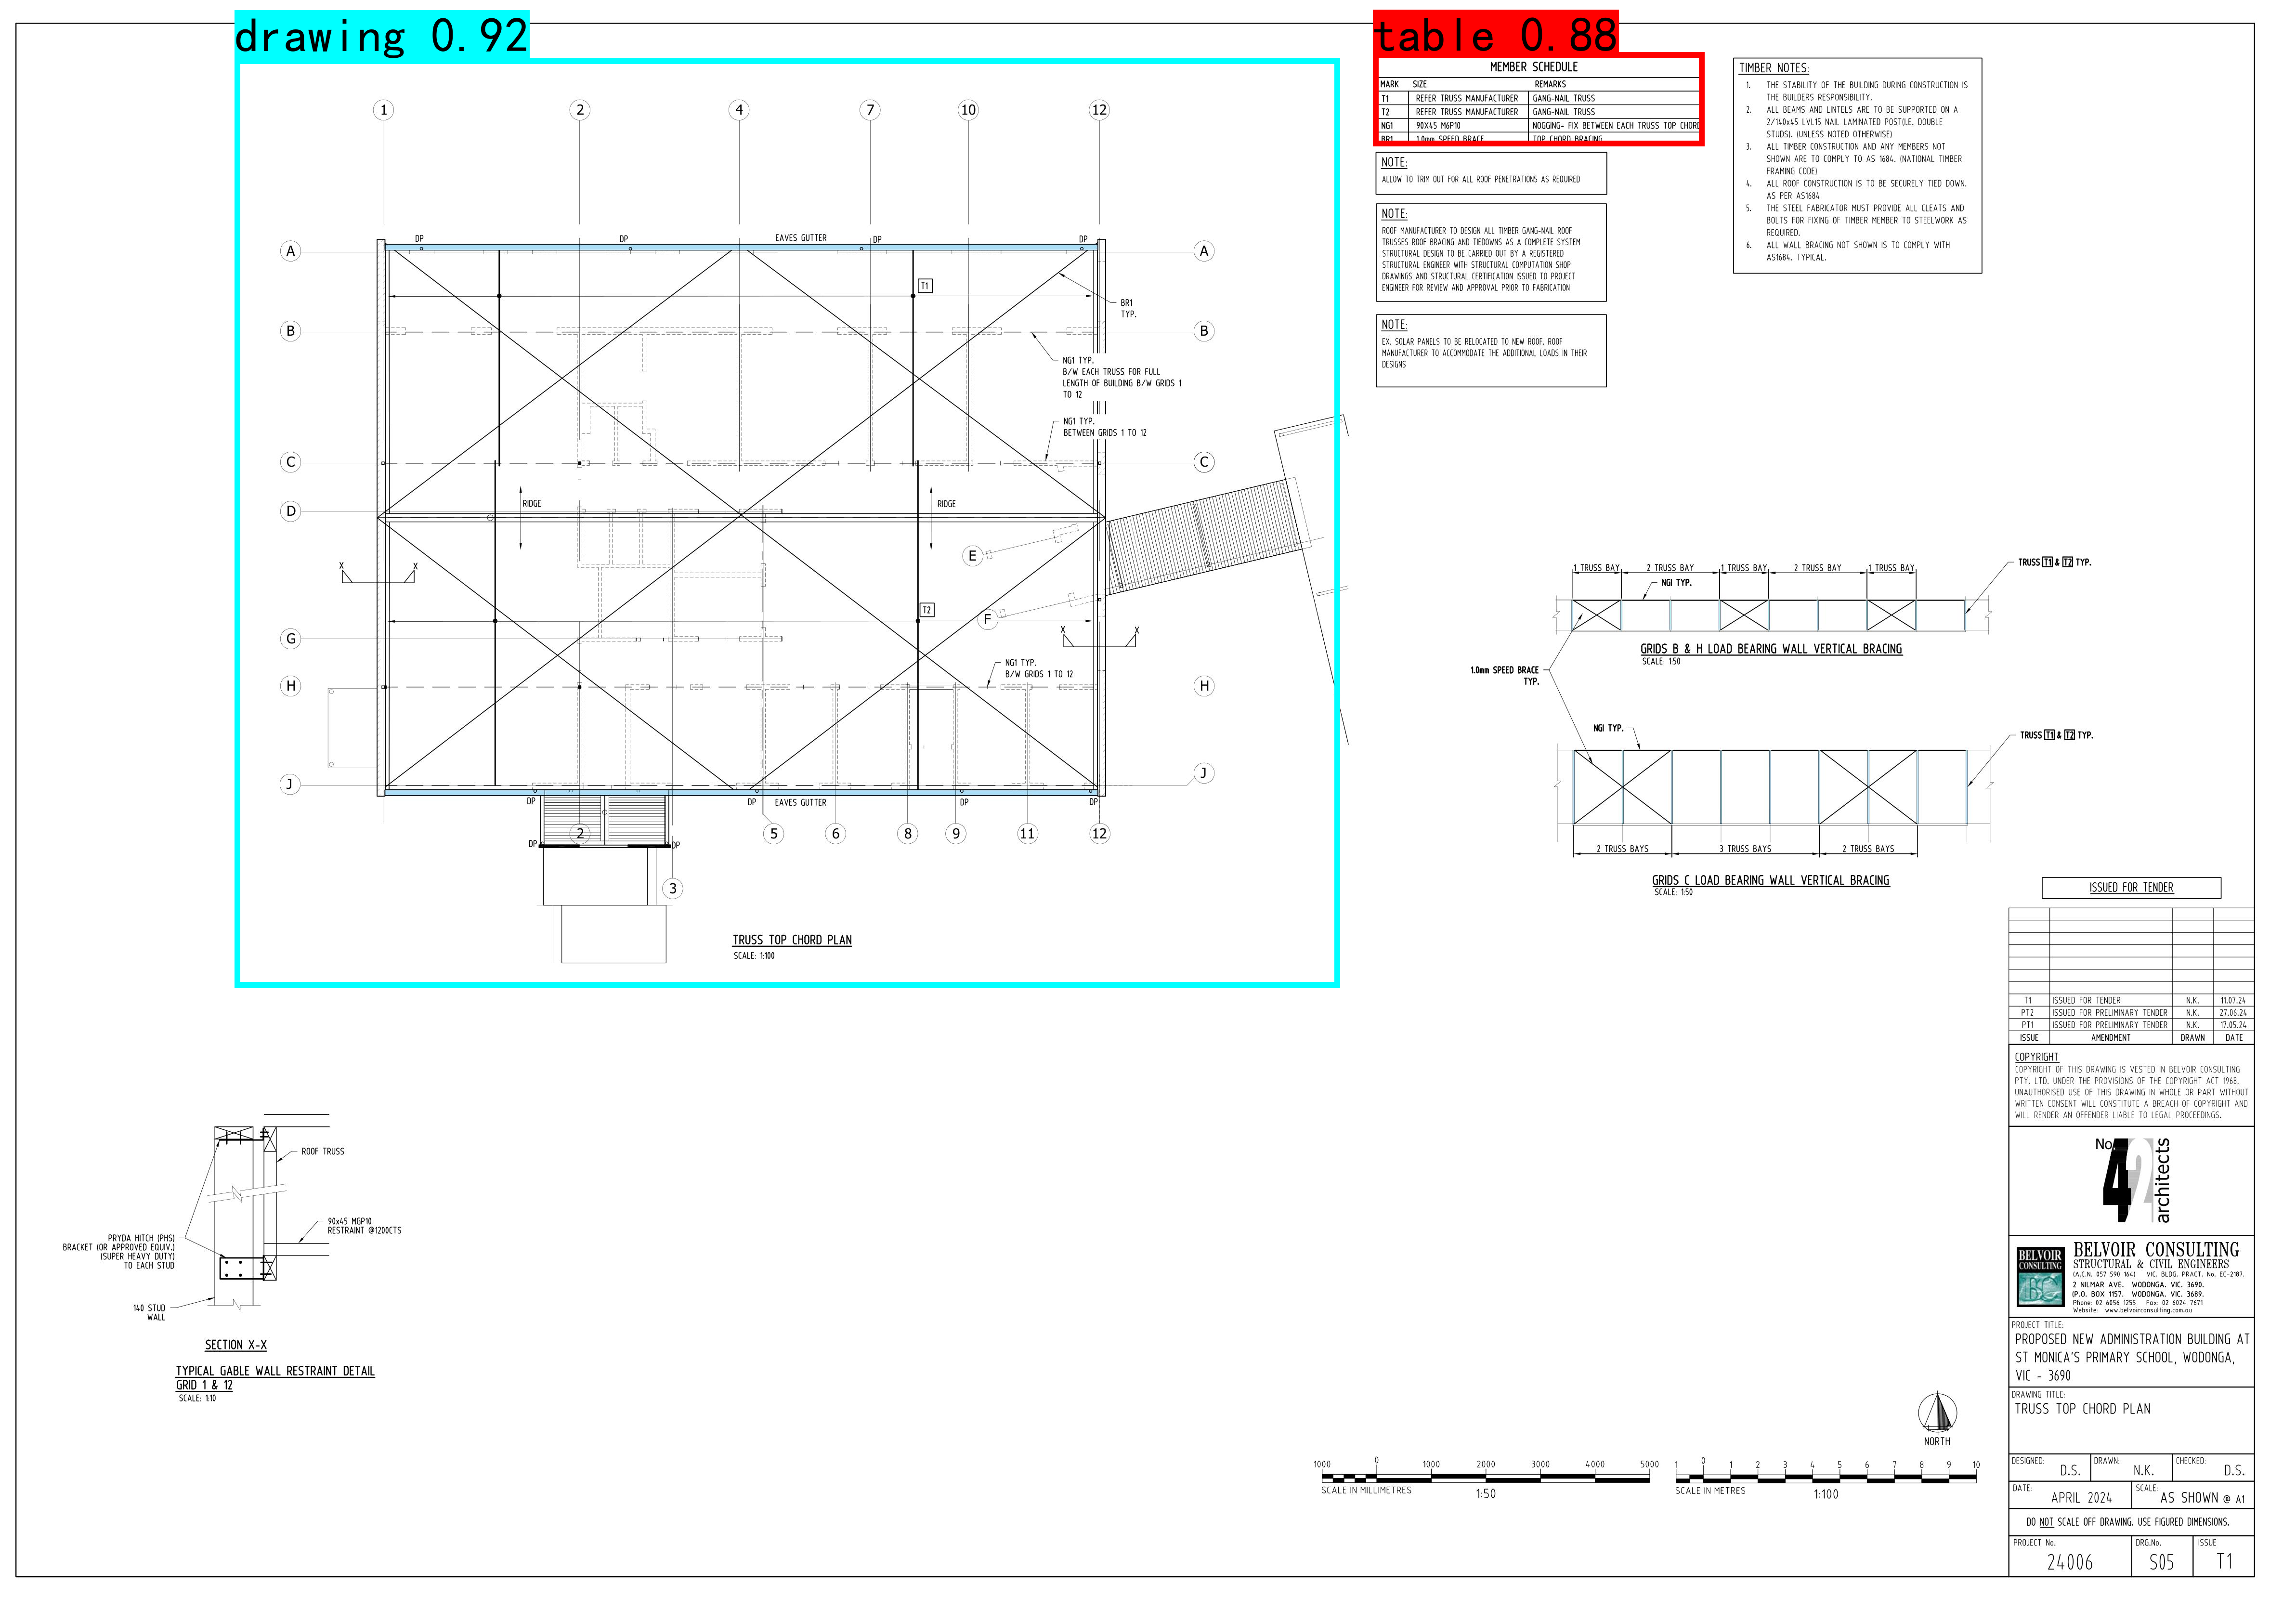 drawing 0.92
table 0.88
MEMBER SCHEDULE
MARK SIZE REMARKS
T1 REFER TRUSS MANUFACTURER GANG-NAIL TRUSS
T2 REFER TRUSS MANUFACTURER GANG-NAIL TRUSS
NG1 90X45 M6P10 NOGGING- FIX BETWEEN EACH TRUSS TOP CHORD
BR1 1.0mm SPEED BRACE TOP CHORD BRACING
NOTE:
ALLOW TO TRIM OUT FOR ALL ROOF PENETRATIONS AS REQUIRED
NOTE:
ROOF MANUFACTURER TO DESIGN ALL TIMBER GANG-NAIL ROOF
TRUSSES ROOF BRACING AND TIEDOWNS AS A COMPLETE SYSTEM
STRUCTURAL DESIGN TO BE CARRIED OUT BY A REGISTERED
STRUCTURAL ENGINEER WITH STRUCTURAL COMPUTATION SHOP
DRAWINGS AND STRUCTURAL CERTIFICATION ISSUED TO PROJECT
ENGINEER FOR REVIEW AND APPROVAL PRIOR TO FABRICATION
NOTE:
EX. SOLAR PANELS TO BE RELOCATED TO NEW ROOF. ROOF
MANUFACTURER TO ACCOMMODATE THE ADDITIONAL LOADS IN THEIR
DESIGNS
TIMBER NOTES:
1. THE STABILITY OF THE BUILDING DURING CONSTRUCTION IS
THE BUILDERS RESPONSIBILITY.
2. ALL BEAMS AND LINTELS ARE TO BE SUPPORTED ON A
2/140x45 LVL15 NAIL LAMINATED POST(I.E. DOUBLE
STUDS). (UNLESS NOTED OTHERWISE)
3. ALL TIMBER CONSTRUCTION AND ANY MEMBERS NOT
SHOWN ARE TO COMPLY TO AS 1684. (NATIONAL TIMBER
FRAMING CODE)
4. ALL ROOF CONSTRUCTION IS TO BE SECURELY TIED DOWN.
AS PER AS1684
5. THE STEEL FABRICATOR MUST PROVIDE ALL CLEATS AND
BOLTS FOR FIXING OF TIMBER MEMBER TO STEELWORK AS
REQUIRED.
6. ALL WALL BRACING NOT SHOWN IS TO COMPLY WITH
AS1684. TYPICAL.
1 2 4 7 10 12
DP DP EAVES GUTTER DP DP
A A
T1
BR1
TYP.
B B
NG1 TYP.
B/W EACH TRUSS FOR FULL
LENGTH OF BUILDING B/W GRIDS 1
TO 12
NG1 TYP.
BETWEEN GRIDS 1 TO 12
C C
RIDGE RIDGE
D
E
X X
T2
F
X X
G
NG1 TYP.
B/W GRIDS 1 TO 12
H H
J J
DP DP EAVES GUTTER DP DP
2 5 6 8 9 11 12
DP DP
3
TRUSS TOP CHORD PLAN
SCALE: 1:100
1 TRUSS BAY 2 TRUSS BAY 1 TRUSS BAY 2 TRUSS BAY 1 TRUSS BAY
TRUSS T1 & T2 TYP.
NG1 TYP.
GRIDS B & H LOAD BEARING WALL VERTICAL BRACING
SCALE: 1:50
1.0mm SPEED BRACE
TYP.
NG1 TYP.
TRUSS T1 & T2 TYP.
2 TRUSS BAYS 3 TRUSS BAYS 2 TRUSS BAYS
GRIDS C LOAD BEARING WALL VERTICAL BRACING
SCALE: 1:50
ROOF TRUSS
90x45 MGP10
RESTRAINT @1200CTS
PRYDA HITCH (PHS)
BRACKET (OR APPROVED EQUIV.)
(SUPER HEAVY DUTY)
TO EACH STUD
140 STUD
WALL
SECTION X-X
TYPICAL GABLE WALL RESTRAINT DETAIL
GRID 1 & 12
SCALE: 1:10
1000 0 1000 2000 3000 4000 5000
SCALE IN MILLIMETRES 1:50
1 0 1 2 3 4 5 6 7 8 9 10
SCALE IN METRES 1:100
NORTH
ISSUED FOR TENDER
T1 ISSUED FOR TENDER N.K. 11.07.24
PT2 ISSUED FOR PRELIMINARY TENDER N.K. 27.06.24
PT1 ISSUED FOR PRELIMINARY TENDER N.K. 17.05.24
ISSUE AMENDMENT DRAWN DATE
COPYRIGHT
COPYRIGHT OF THIS DRAWING IS VESTED IN BELVOIR CONSULTING
PTY. LTD. UNDER THE PROVISIONS OF THE COPYRIGHT ACT 1968.
UNAUTHORISED USE OF THIS DRAWING IN WHOLE OR PART WITHOUT
WRITTEN CONSENT WILL CONSTITUTE A BREACH OF COPYRIGHT AND
WILL RENDER AN OFFENDER LIABLE TO LEGAL PROCEEDINGS.
No 42 architects
BELVOIR
CONSULTING
BC
BELVOIR CONSULTING
STRUCTURAL & CIVIL ENGINEERS
(A.C.N. 057 590 164) VIC. BLDG. PRACT. No. EC-2187.
2 NILMAR AVE. WODONGA. VIC. 3690.
(P.O. BOX 1157. WODONGA. VIC. 3689.
Phone: 02 6056 1255 Fax: 02 6024 7671
Website: www.belvoirconsulting.com.au
PROJECT TITLE:
PROPOSED NEW ADMINISTRATION BUILDING AT
ST MONICA'S PRIMARY SCHOOL, WODONGA,
VIC - 3690
DRAWING TITLE:
TRUSS TOP CHORD PLAN
DESIGNED: D.S. DRAWN: N.K. CHECKED: D.S.
DATE: APRIL 2024 SCALE: AS SHOWN @ A1
DO NOT SCALE OFF DRAWING. USE FIGURED DIMENSIONS.
PROJECT No. 24006 DRG.No. S05 ISSUE T1